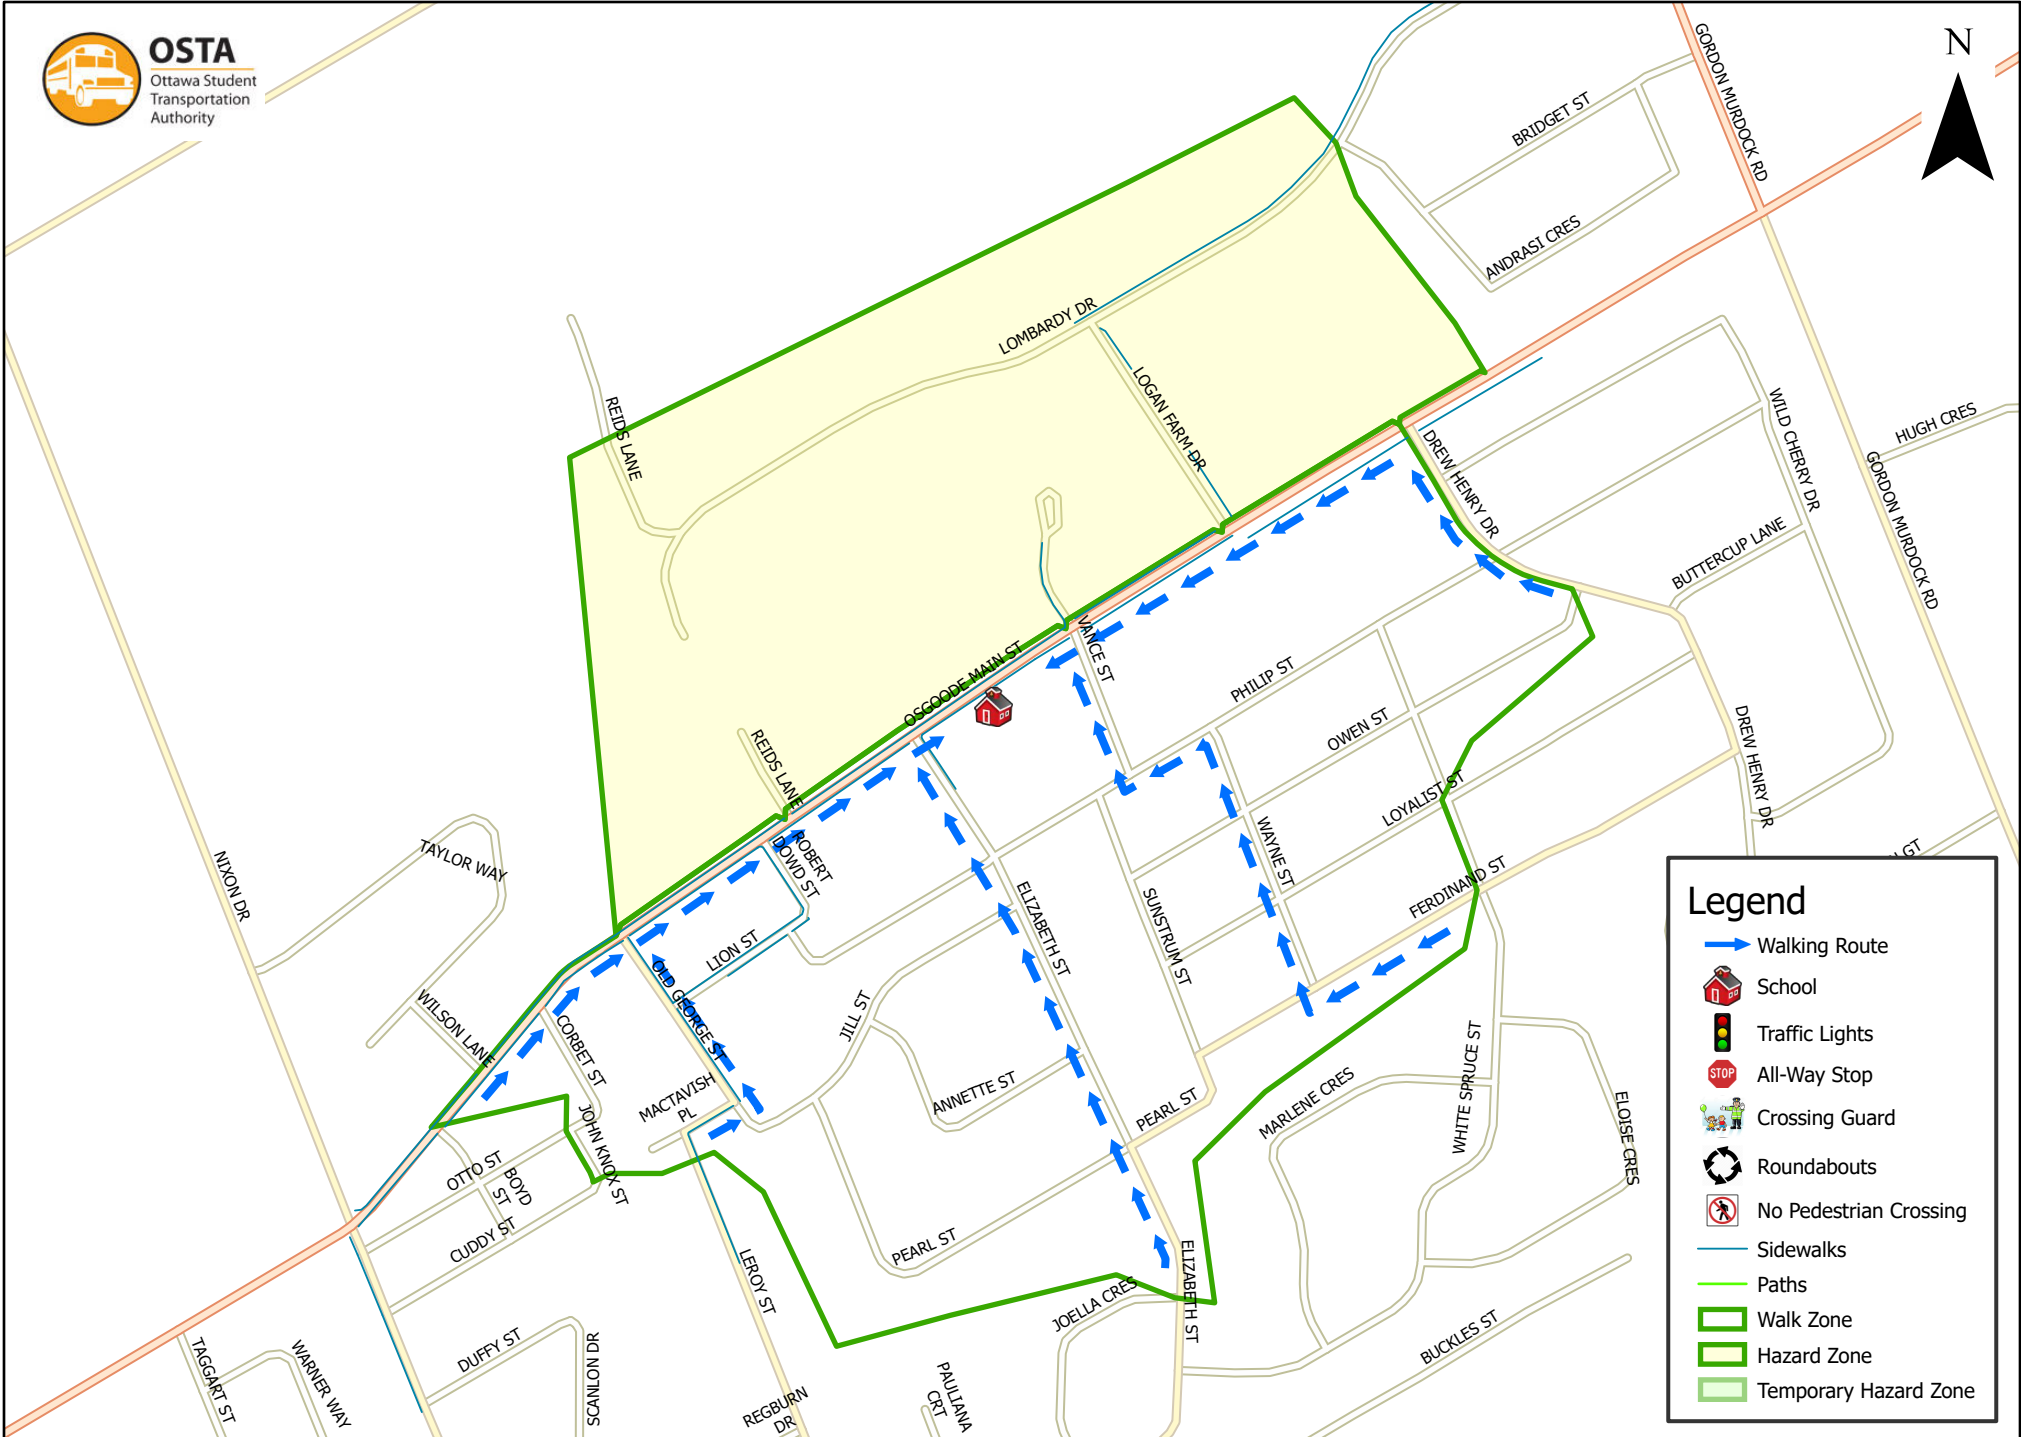 OSTA
Ottawa Student
Transportation
Authority
N
GORDON MURDOCK RD
BRIDGET ST
ANDRASI CRES
LOMBARDY DR
LOGAN FARM DR
REIDS LANE
DREW HENRY DR
WILD CHERRY DR
HUGH CRES
GORDON MURDOCK RD
BUTTERCUP LANE
VANCE ST
OSGOODE MAIN ST
PHILIP ST
OWEN ST
REIDS LANE
DREW HENRY DR
LOYALIST ST
TAYLOR WAY
NIXON DR
ROBERT
DOWD ST
WAYNE ST
FERDINAND ST
ELIZABETH ST
SUNSTRUM ST
LION ST
OLD GEORGE ST
WILSON LANE
CORBET ST
JILL ST
ANNETTE ST
MACTAVISH
PL
PEARL ST
MARLENE CRES
WHITE SPRUCE ST
ELOISE CRES
JOHN KNOX ST
OTTO ST
BOYD
ST
CUDDY ST
PEARL ST
LEROY ST
JOELLA CRES
ELIZABETH ST
BUCKLES ST
DUFFY ST
SCANLON DR
TAGGART ST
WARNER WAY
REGBURN
DR
PAULIANA
CRT
Legend
Walking Route
School
Traffic Lights
STOP
All-Way Stop
Crossing Guard
Roundabouts
No Pedestrian Crossing
Sidewalks
Paths
Walk Zone
Hazard Zone
Temporary Hazard Zone